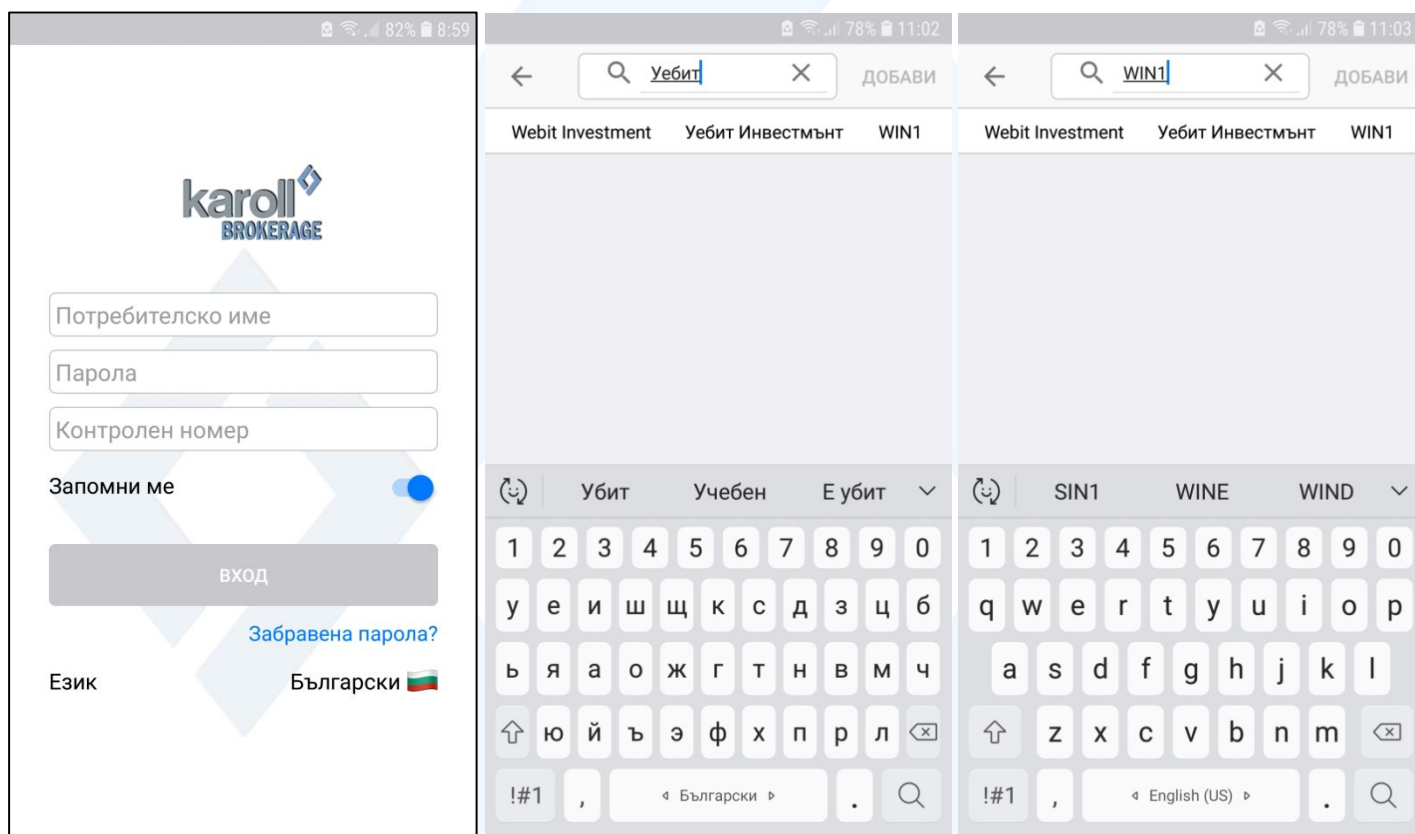 82% 8:59
karoll
BROKERAGE
Потребителско име
Парола
Контролен номер
Запомни ме
ВХОД
Забравена парола?
Език Български
78% 11:02
Уебит ДОБАВИ
Webit Investment Уебит Инвестмънт WIN1
Убит Учебен Е убит
1 2 3 4 5 6 7 8 9 0
у е и ш щ к с д з ц б
ь я а о ж г т н в м ч
ю й ъ э ф х п р л
!#1 , Български .
78% 11:03
WIN1 ДОБАВИ
Webit Investment Уебит Инвестмънт WIN1
SIN1 WINE WIND
1 2 3 4 5 6 7 8 9 0
q w e r t y u i o p
a s d f g h j k l
z x c v b n m
!#1 , English (US) .